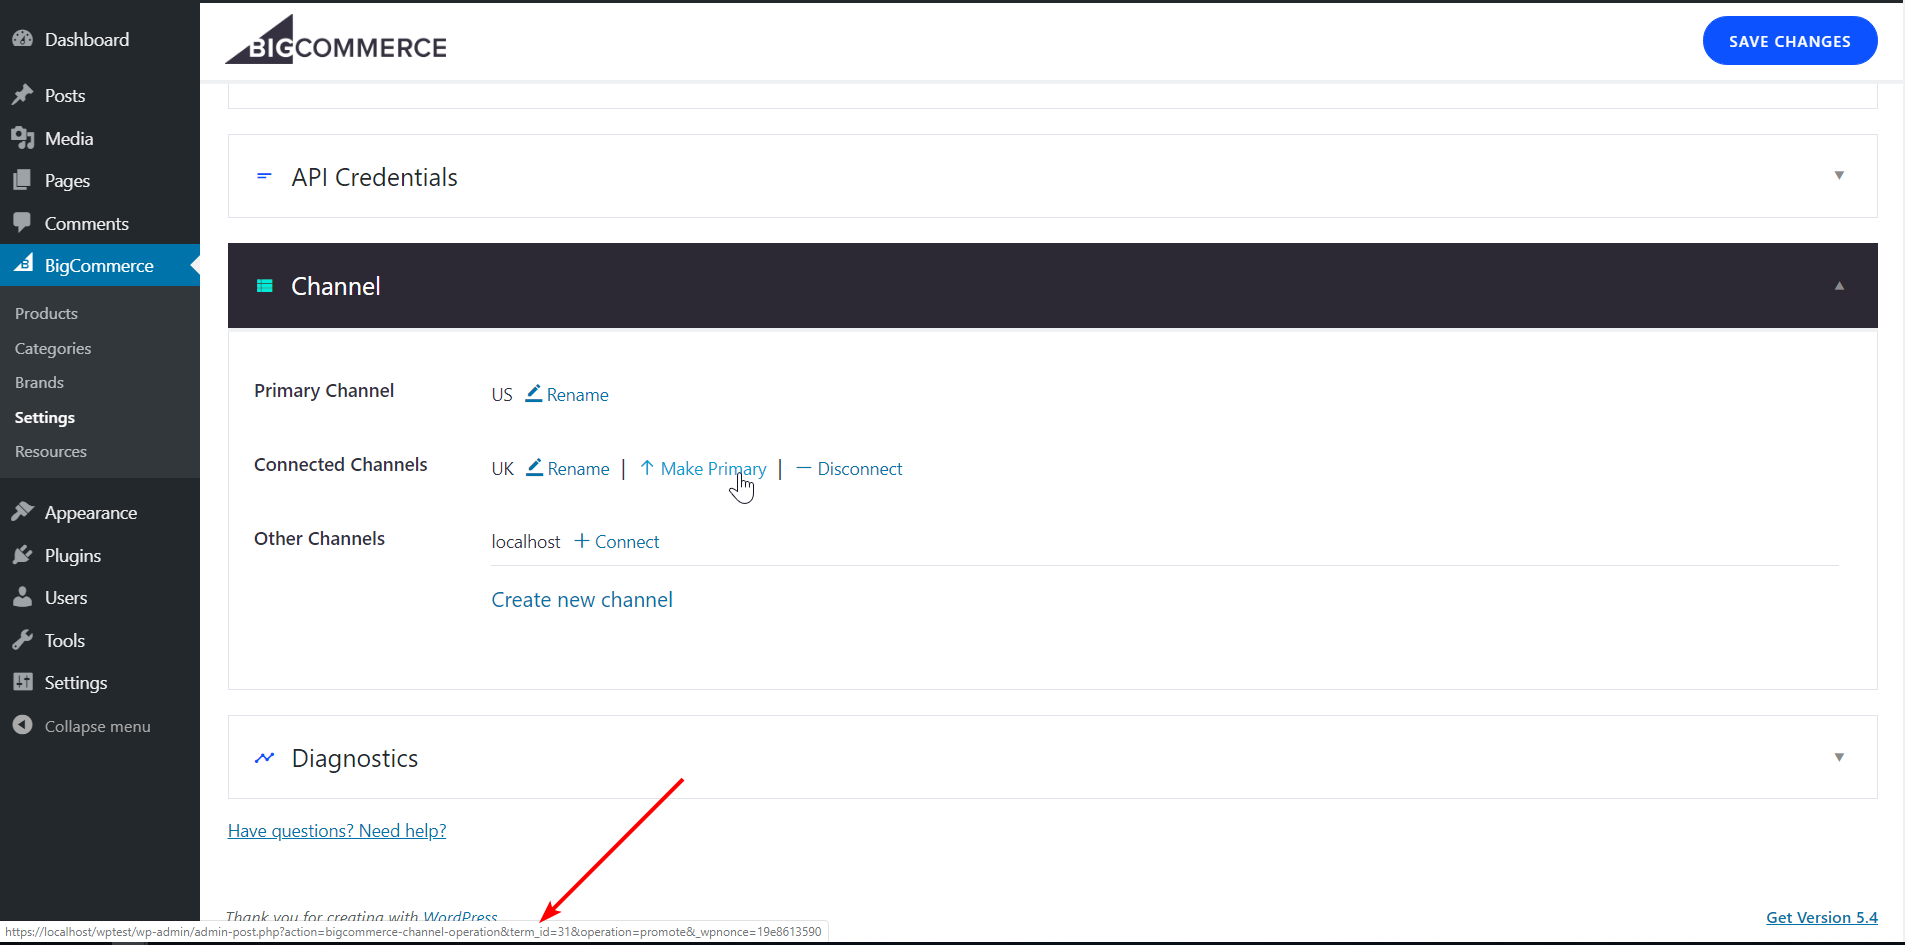 Dashboard
Posts
Media
Pages
Comments
BigCommerce
Products
Categories
Brands
Settings
Resources
Appearance
Plugins
Users
Tools
Settings
Collapse menu
BIGCOMMERCE
SAVE CHANGES
API Credentials
Channel
Primary Channel US Rename
Connected Channels UK Rename | Make Primary | Disconnect
Other Channels localhost + Connect
Create new channel
Diagnostics
Have questions? Need help?
Thank you for creating with WordPress
Get Version 5.4
https://localhost/wptest/wp-admin/admin-post.php?action=bigcommerce-channel-operation&term_id=31&operation=promote&_wpnonce=19e8613590